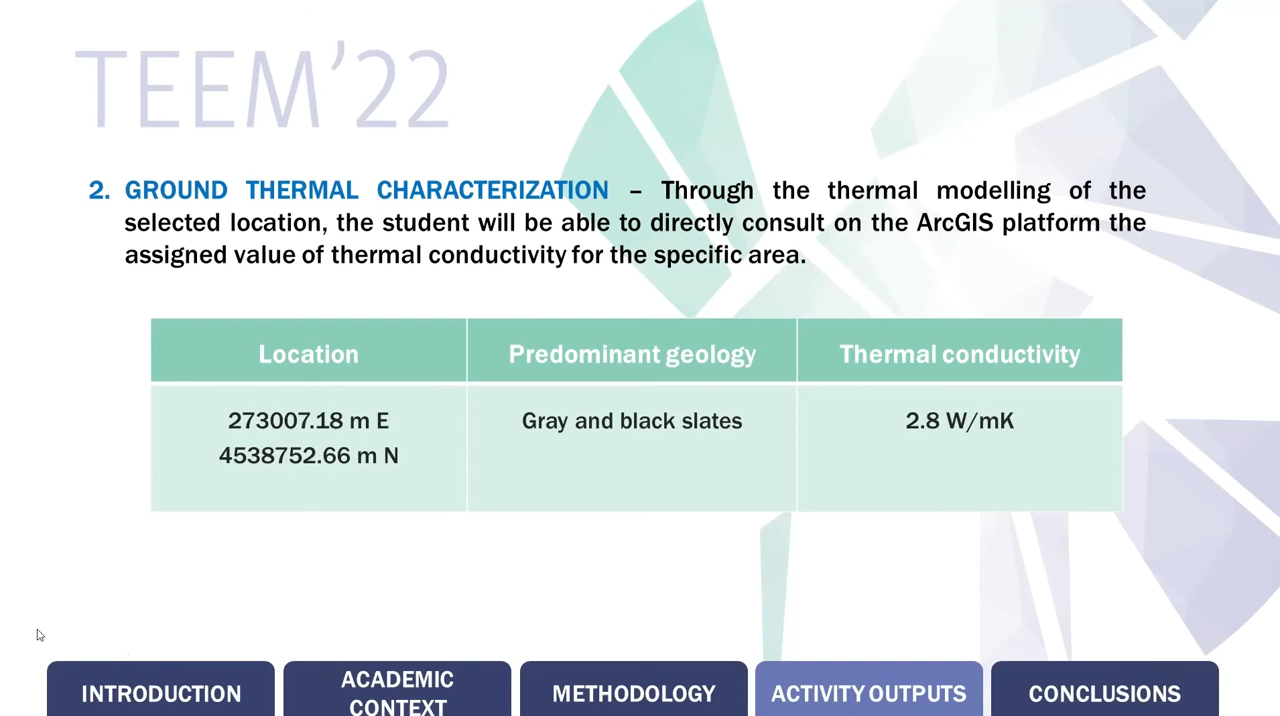 TEEM’22
2. GROUND THERMAL CHARACTERIZATION – Through the thermal modelling of the
selected location, the student will be able to directly consult on the ArcGIS platform the
assigned value of thermal conductivity for the specific area.
Location Predominant geology Thermal conductivity
273007.18 m E Gray and black slates 2.8 W/mK
4538752.66 m N
INTRODUCTION ACADEMIC CONTEXT METHODOLOGY ACTIVITY OUTPUTS CONCLUSIONS